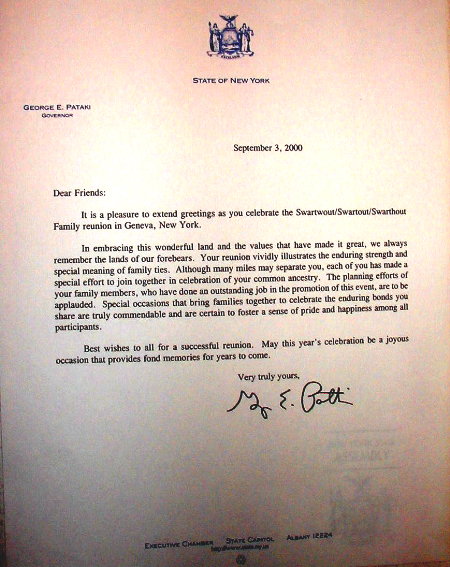 STATE OF NEW YORK
GEORGE E. PATAKI
GOVERNOR
September 3, 2000
Dear Friends:
It is a pleasure to extend greetings as you celebrate the Swartwout/Swartout/Swarthout
Family reunion in Geneva, New York.
In embracing this wonderful land and the values that have made it great, we always
remember the lands of our forebears. Your reunion vividly illustrates the enduring strength and
special meaning of family ties. Although many miles may separate you, each of you has made a
special effort to join together in celebration of your common ancestry. The planning efforts of
your family members, who have done an outstanding job in the promotion of this event, are to be
applauded. Special occasions that bring families together to celebrate the enduring bonds you
share are truly commendable and are certain to foster a sense of pride and happiness among all
participants.
Best wishes to all for a successful reunion. May this year's celebration be a joyous
occasion that provides fond memories for years to come.
Very truly yours,
EXECUTIVE CHAMBER STATE CAPITOL ALBANY 12224